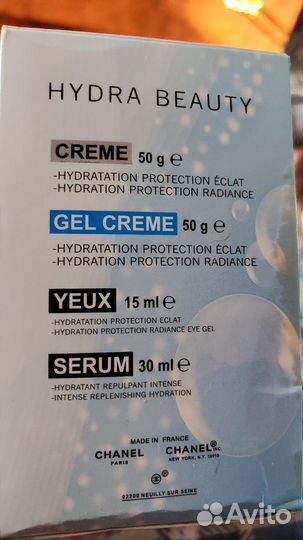 HYDRA BEAUTY
CREME 50 g ℮
-HYDRATATION PROTECTION ÉCLAT
-HYDRATION PROTECTION RADIANCE
GEL CREME 50 g ℮
-HYDRATATION PROTECTION ÉCLAT
-HYDRATION PROTECTION RADIANCE
YEUX 15 ml ℮
-HYDRATATION PROTECTION ECLAT
-HYDRATION PROTECTION RADIANCE EYE GEL
SERUM 30 ml ℮
-HYDRATANT REPULPANT INTENSE
-INTENSE REPLENISHING HYDRATION
MADE IN FRANCE
CHANEL CHANEL INC.
PARIS NEW YORK, N.Y. 10019
92200 NEUILLY SUR SEINE
Avito